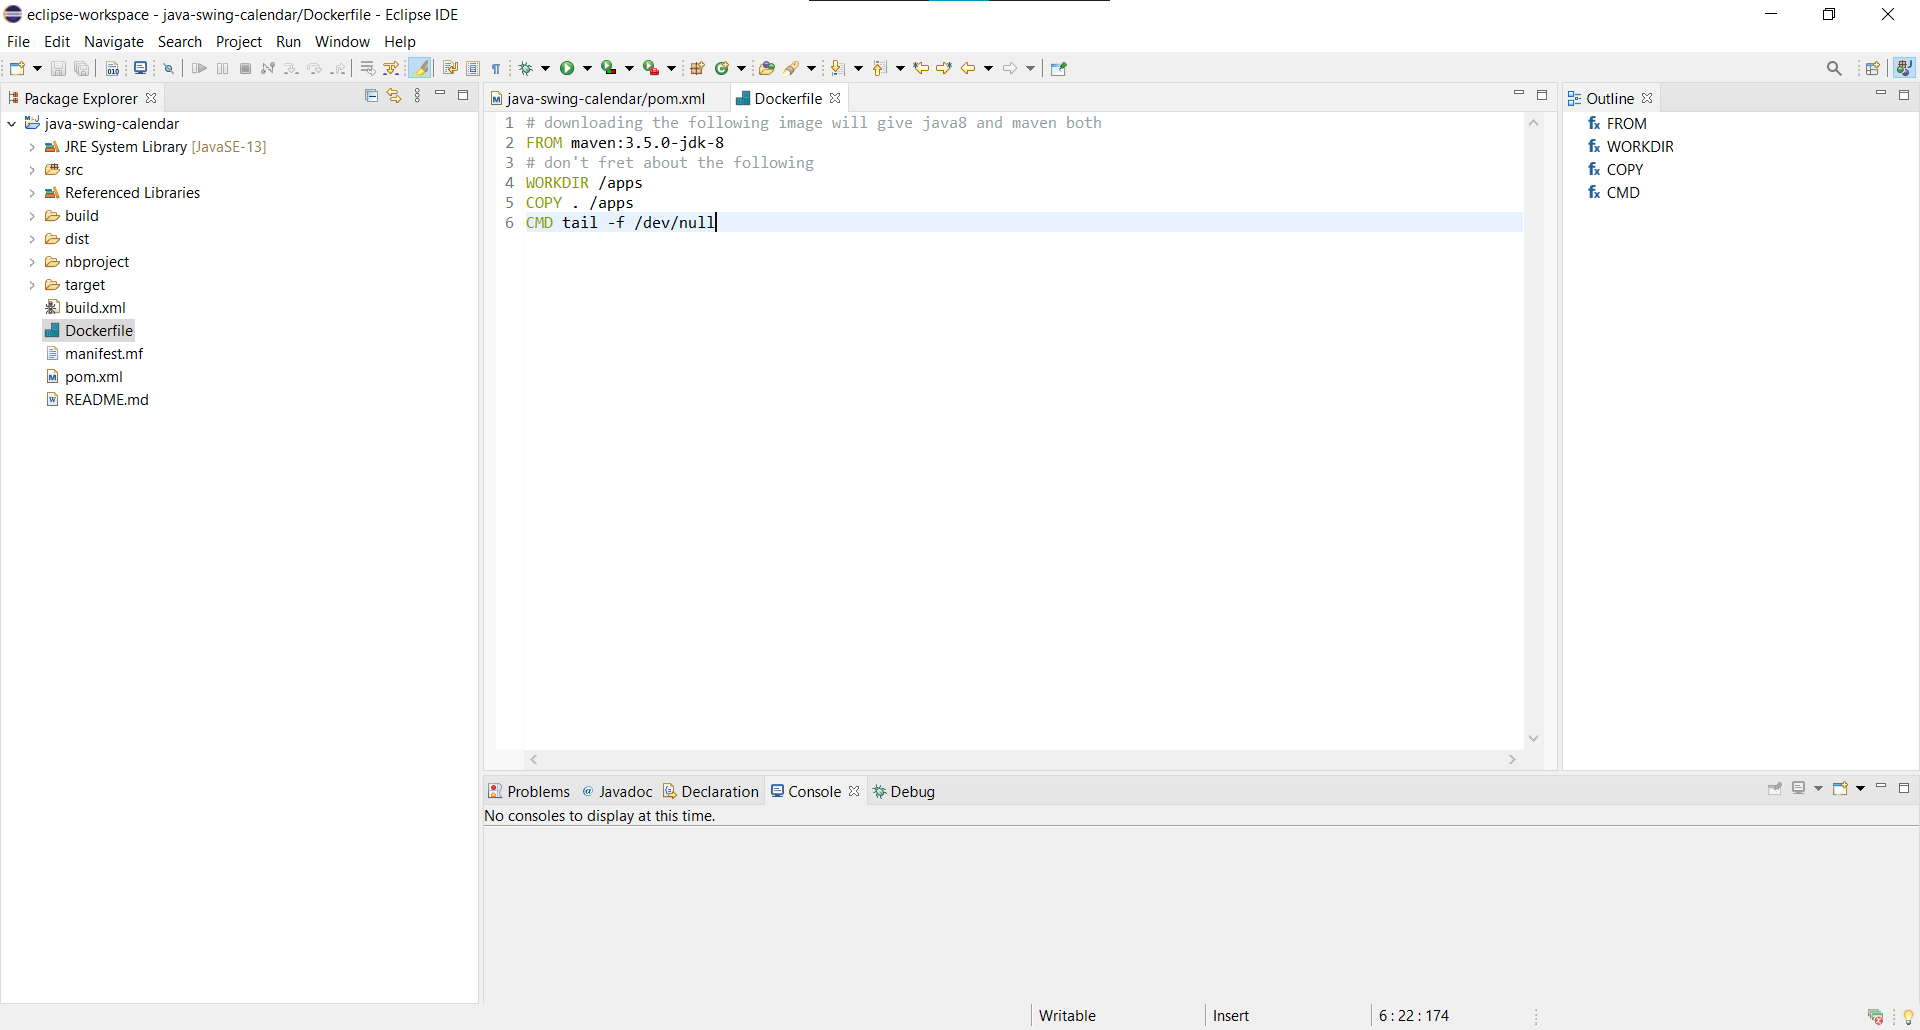 eclipse-workspace - java-swing-calendar/Dockerfile - Eclipse IDE
File Edit Navigate Search Project Run Window Help
Package Explorer
java-swing-calendar
JRE System Library [JavaSE-13]
src
Referenced Libraries
build
dist
nbproject
target
build.xml
Dockerfile
manifest.mf
pom.xml
README.md
java-swing-calendar/pom.xml Dockerfile
1 # downloading the following image will give java8 and maven both
2 FROM maven:3.5.0-jdk-8
3 # don't fret about the following
4 WORKDIR /apps
5 COPY . /apps
6 CMD tail -f /dev/null
Outline
FROM
WORKDIR
COPY
CMD
Problems @ Javadoc Declaration Console Debug
No consoles to display at this time.
Writable Insert 6 : 22 : 174